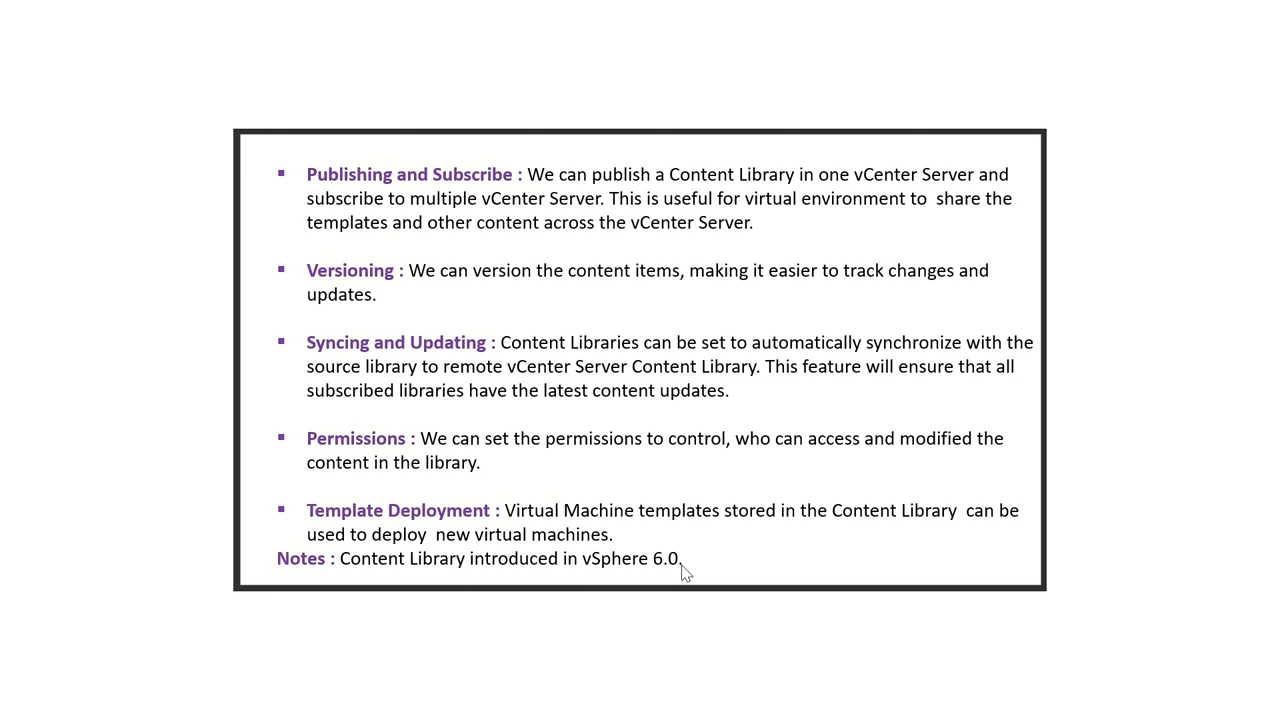 ▪ Publishing and Subscribe : We can publish a Content Library in one vCenter Server and
subscribe to multiple vCenter Server. This is useful for virtual environment to  share the
templates and other content across the vCenter Server.
▪ Versioning : We can version the content items, making it easier to track changes and
updates.
▪ Syncing and Updating : Content Libraries can be set to automatically synchronize with the
source library to remote vCenter Server Content Library. This feature will ensure that all
subscribed libraries have the latest content updates.
▪ Permissions : We can set the permissions to control, who can access and modified the
content in the library.
▪ Template Deployment : Virtual Machine templates stored in the Content Library  can be
used to deploy  new virtual machines.
Notes : Content Library introduced in vSphere 6.0.